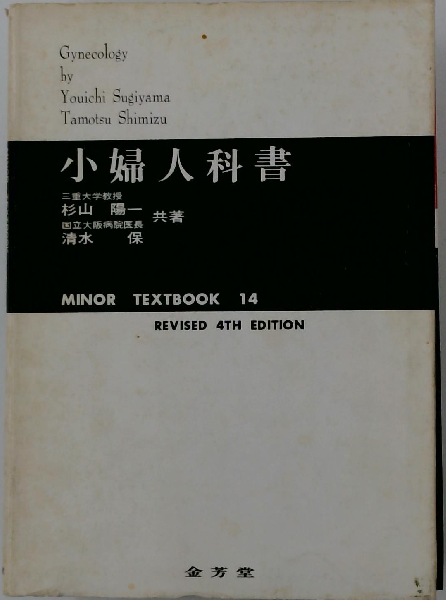 Gynecology
by
Youichi Sugiyama
Tamotsu Shimizu
小婦人科書
三重大学教授
杉山 陽一
国立大阪病院医長
清水 保
共著
MINOR TEXTBOOK 14
REVISED 4TH EDITION
金芳堂